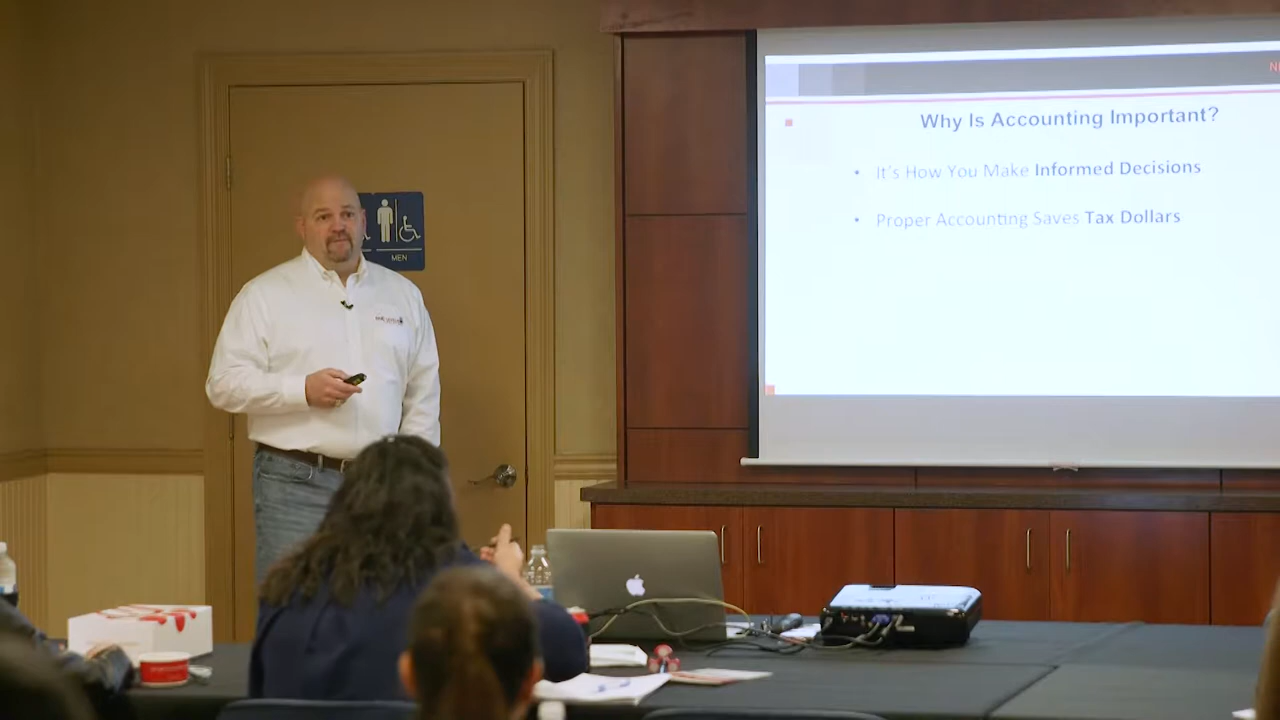 Why Is Accounting Important?
• It's How You Make Informed Decisions
• Proper Accounting Saves Tax Dollars
MEN